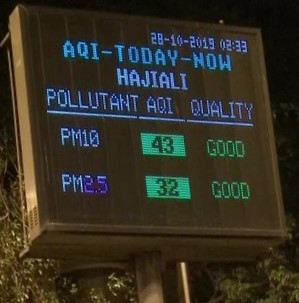 28-10-2019 02:33
AQI-TODAY-NOW
HAJIALI
POLLUTANT AQI QUALITY
PM10 43 GOOD
PM2.5 32 GOOD